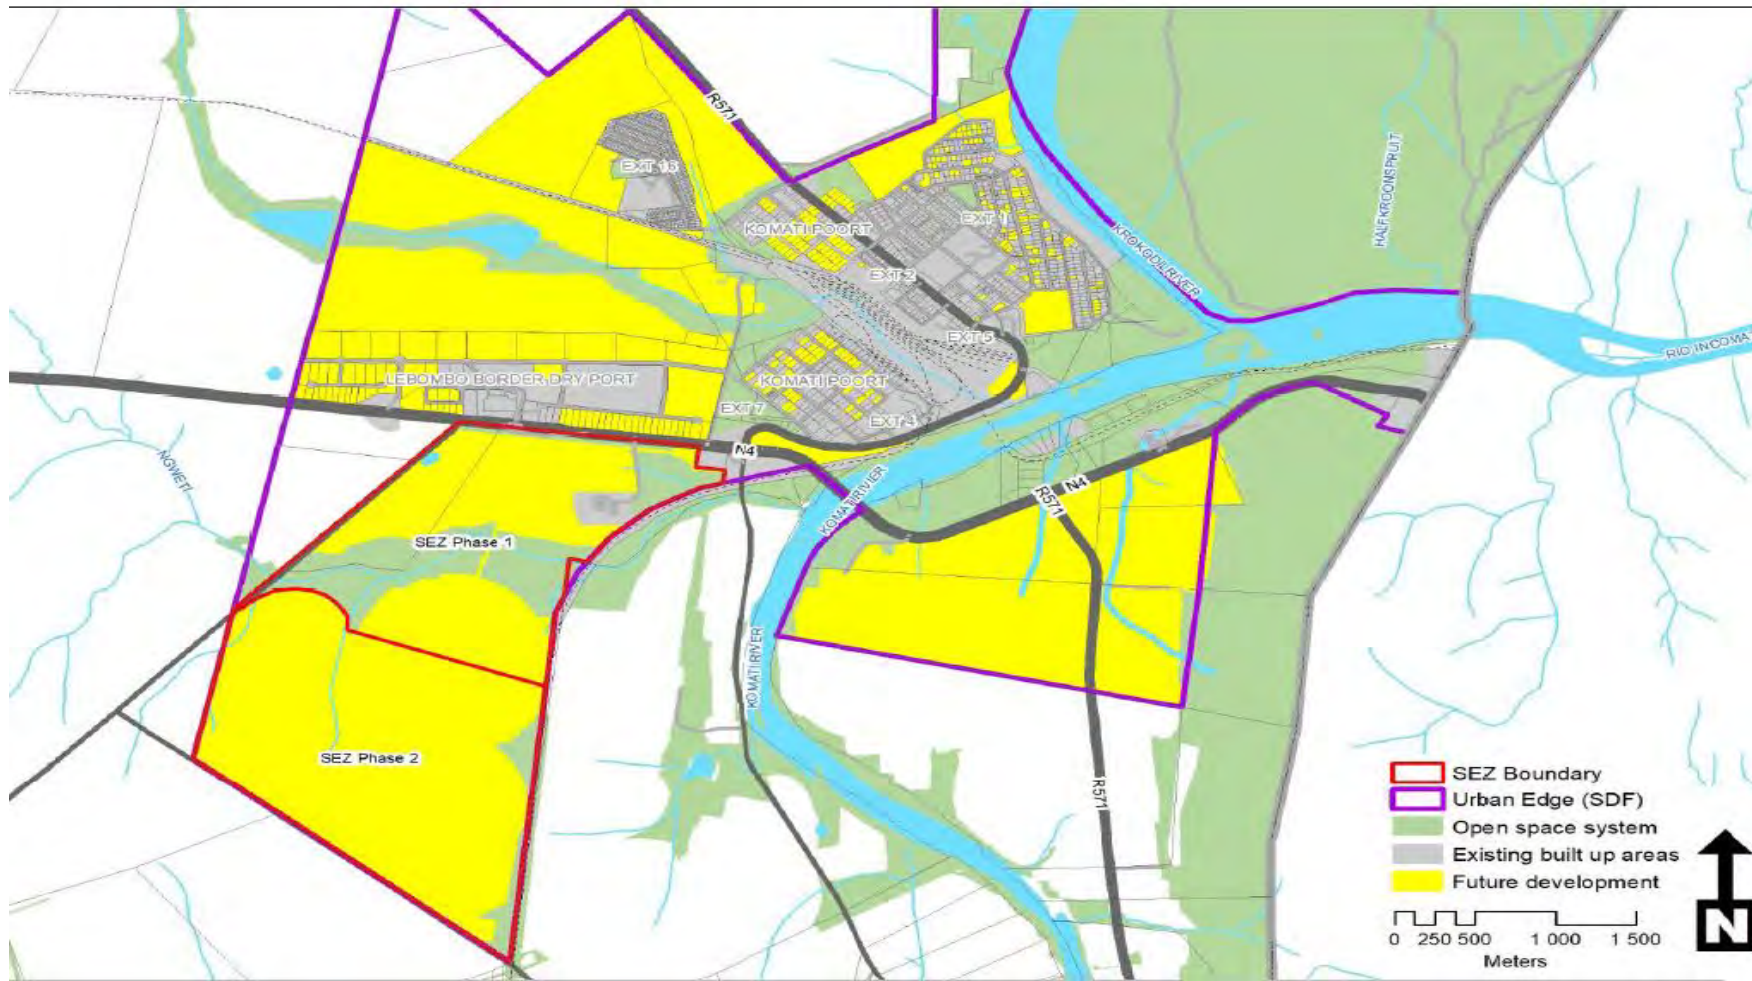 R571
HALFKROONSPRUIT
EXT 16
EXT 1
KOMATI POORT
KROKODILRIVER
EXT 2
EXT 5
RIO INCOMA
LEBOMBO BORDER DRY PORT
KOMATI POORT
EXT 7
EXT 4
N4
NGWETI
KOMATI RIVIER
R571
N4
SEZ Phase 1
KOMATI RIVER
SEZ Phase 2
R571
SEZ Boundary
Urban Edge (SDF)
Open space system
Existing built up areas
Future development
0 250 500 1 000 1 500
Meters
N